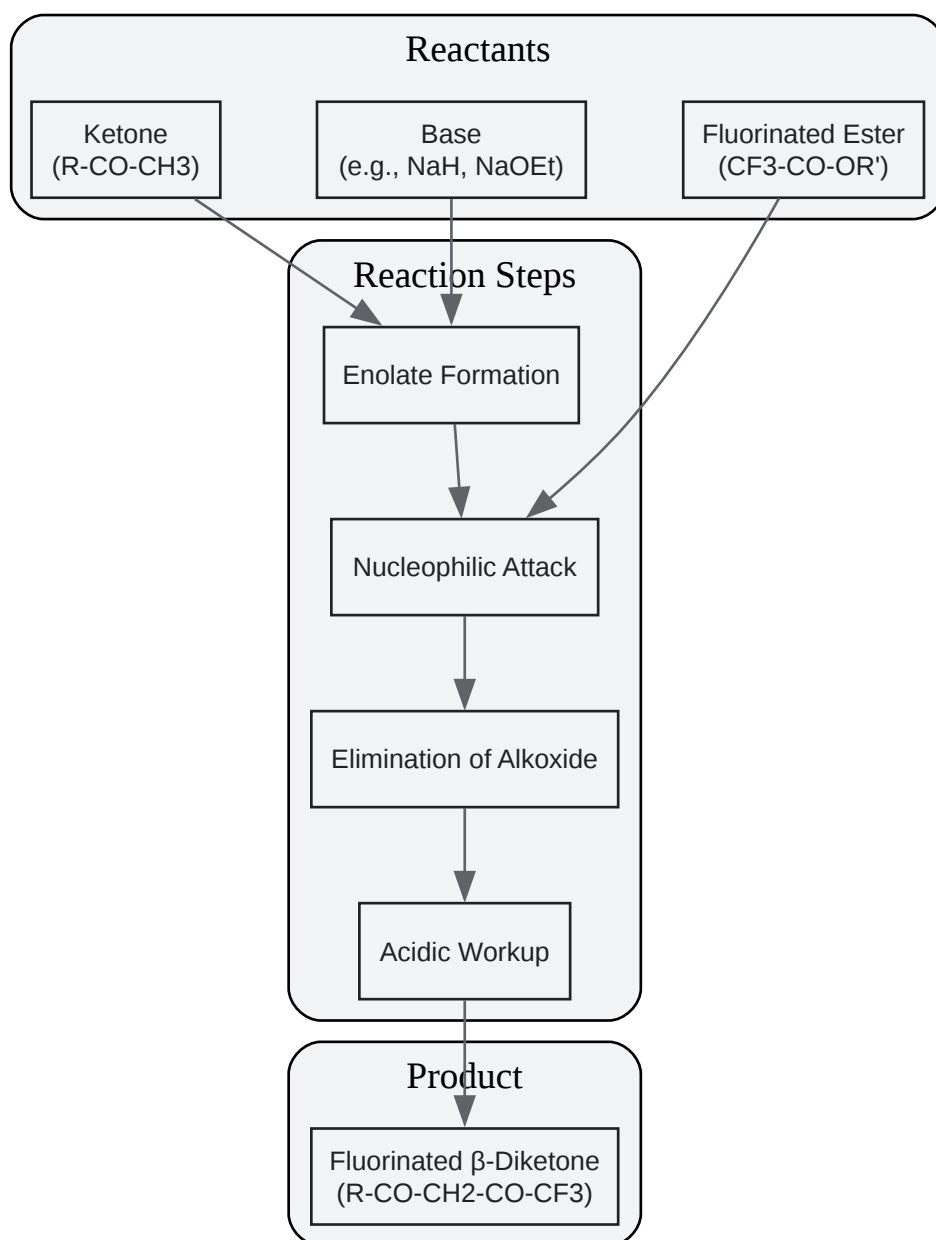 Reactants
Ketone
(R-CO-CH3)
Base
(e.g., NaH, NaOEt)
Fluorinated Ester
(CF3-CO-OR')
Reaction Steps
Enolate Formation
Nucleophilic Attack
Elimination of Alkoxide
Acidic Workup
Product
Fluorinated β-Diketone
(R-CO-CH2-CO-CF3)